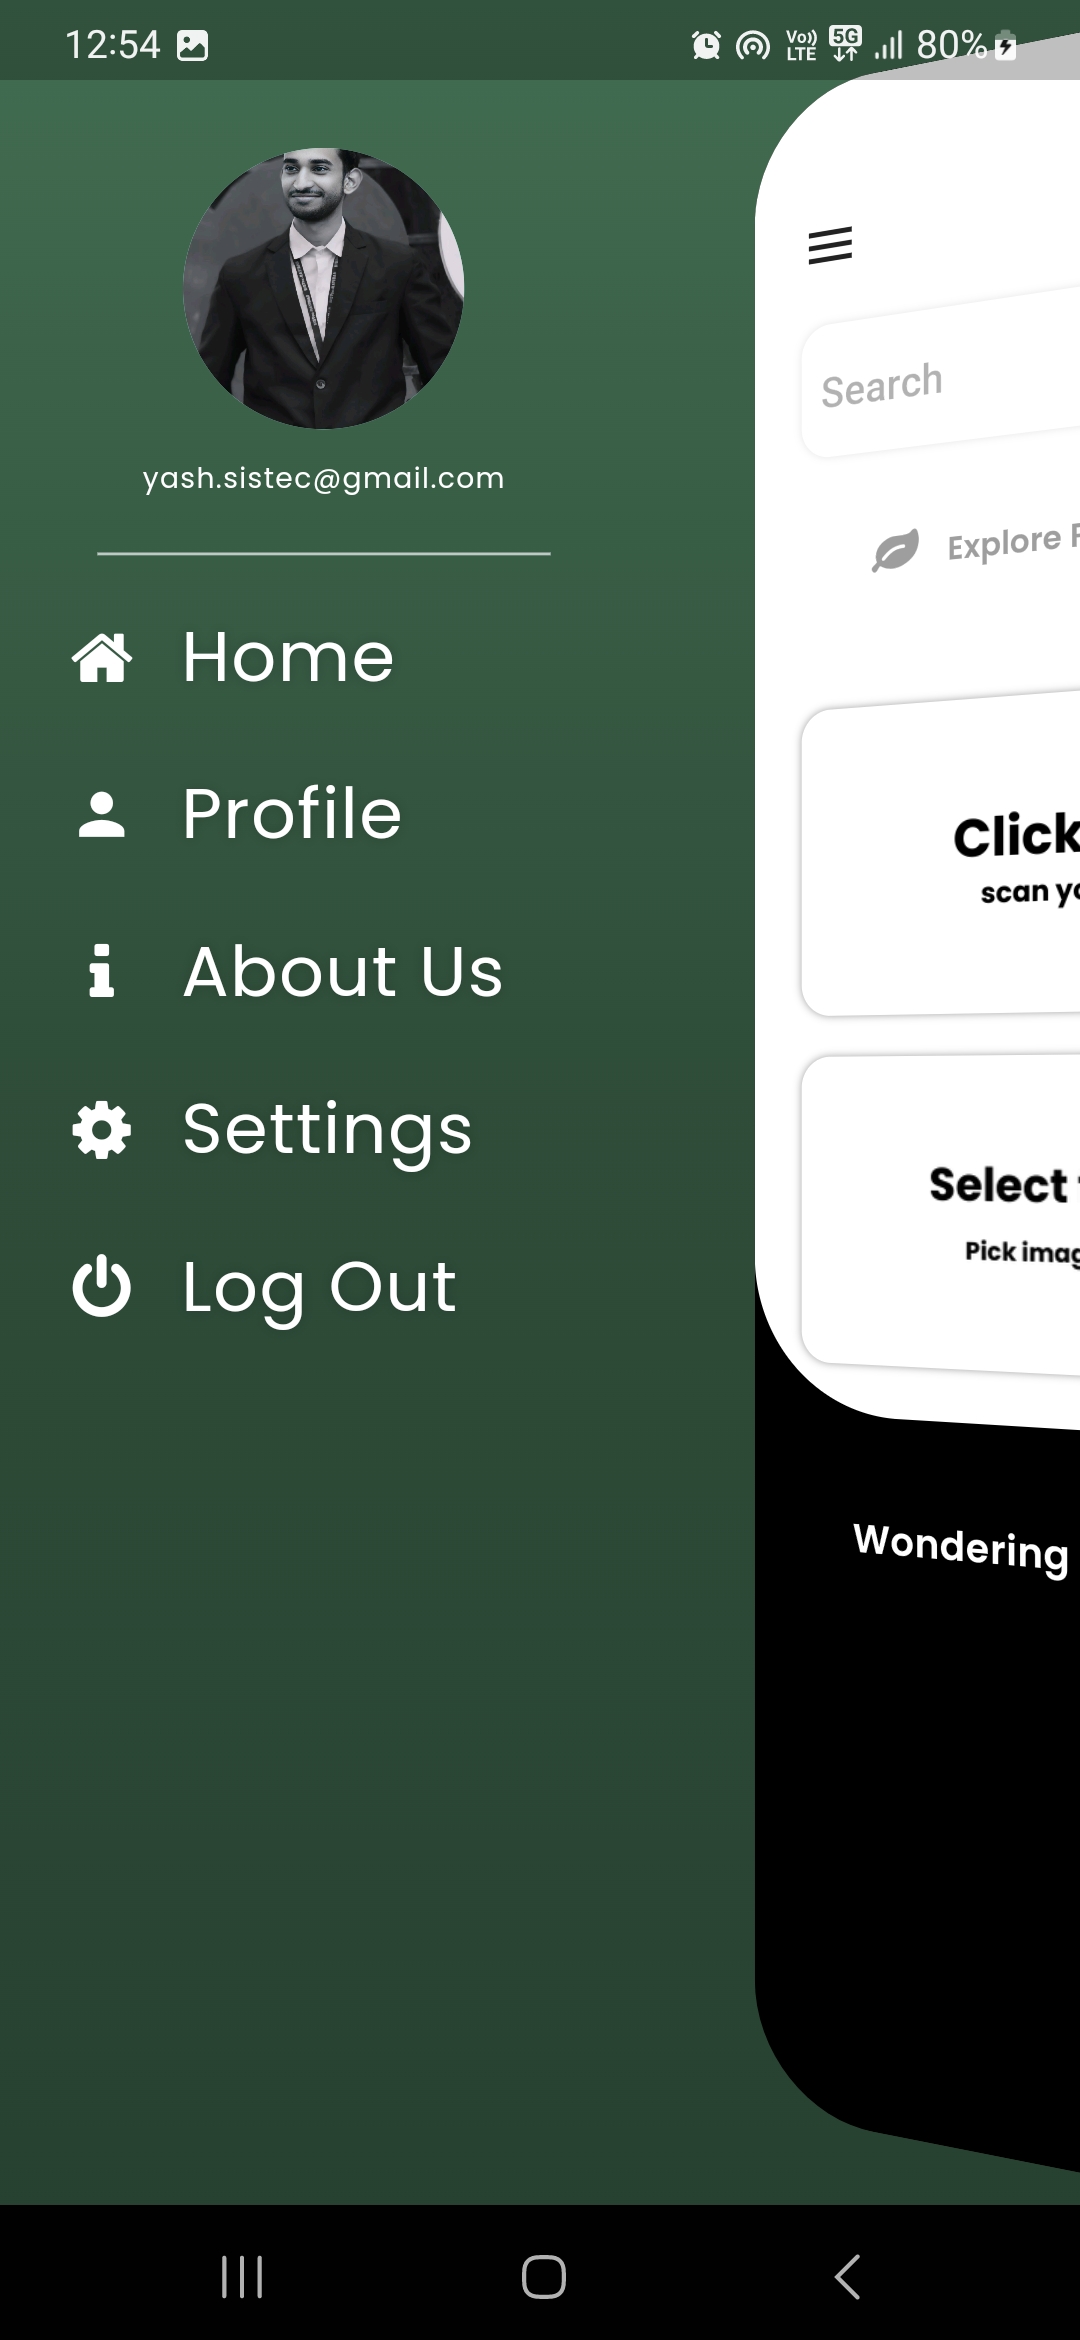 12:54
Vo)) LTE 5G 80%
yash.sistec@gmail.com
Home
Profile
About Us
Settings
Log Out
Search
Explore
Click
scan yo
Select
Pick imag
Wondering